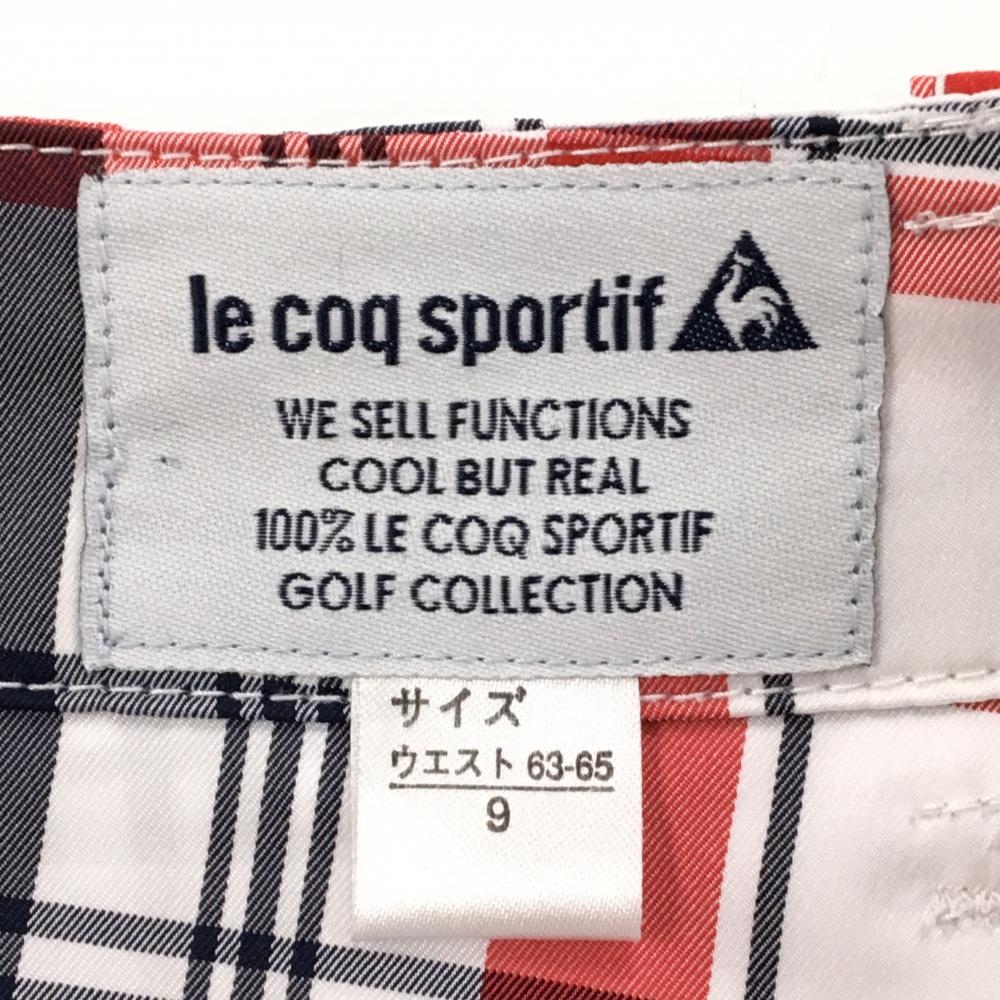 le coq sportif
WE SELL FUNCTIONS
COOL BUT REAL
100% LE COQ SPORTIF
GOLF COLLECTION
サイズ
ウエスト 63-65
9